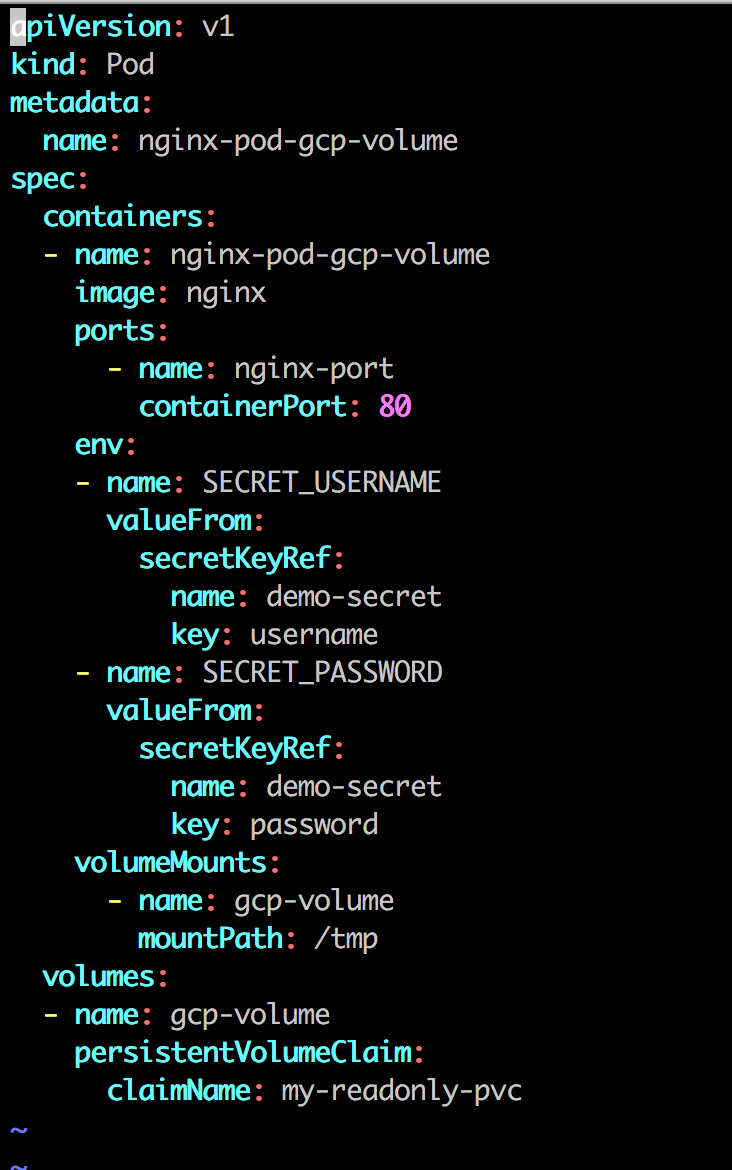 apiVersion: v1
kind: Pod
metadata:
  name: nginx-pod-gcp-volume
spec:
  containers:
  - name: nginx-pod-gcp-volume
    image: nginx
    ports:
      - name: nginx-port
        containerPort: 80
    env:
    - name: SECRET_USERNAME
      valueFrom:
        secretKeyRef:
          name: demo-secret
          key: username
    - name: SECRET_PASSWORD
      valueFrom:
        secretKeyRef:
          name: demo-secret
          key: password
    volumeMounts:
      - name: gcp-volume
        mountPath: /tmp
  volumes:
  - name: gcp-volume
    persistentVolumeClaim:
      claimName: my-readonly-pvc
~
~